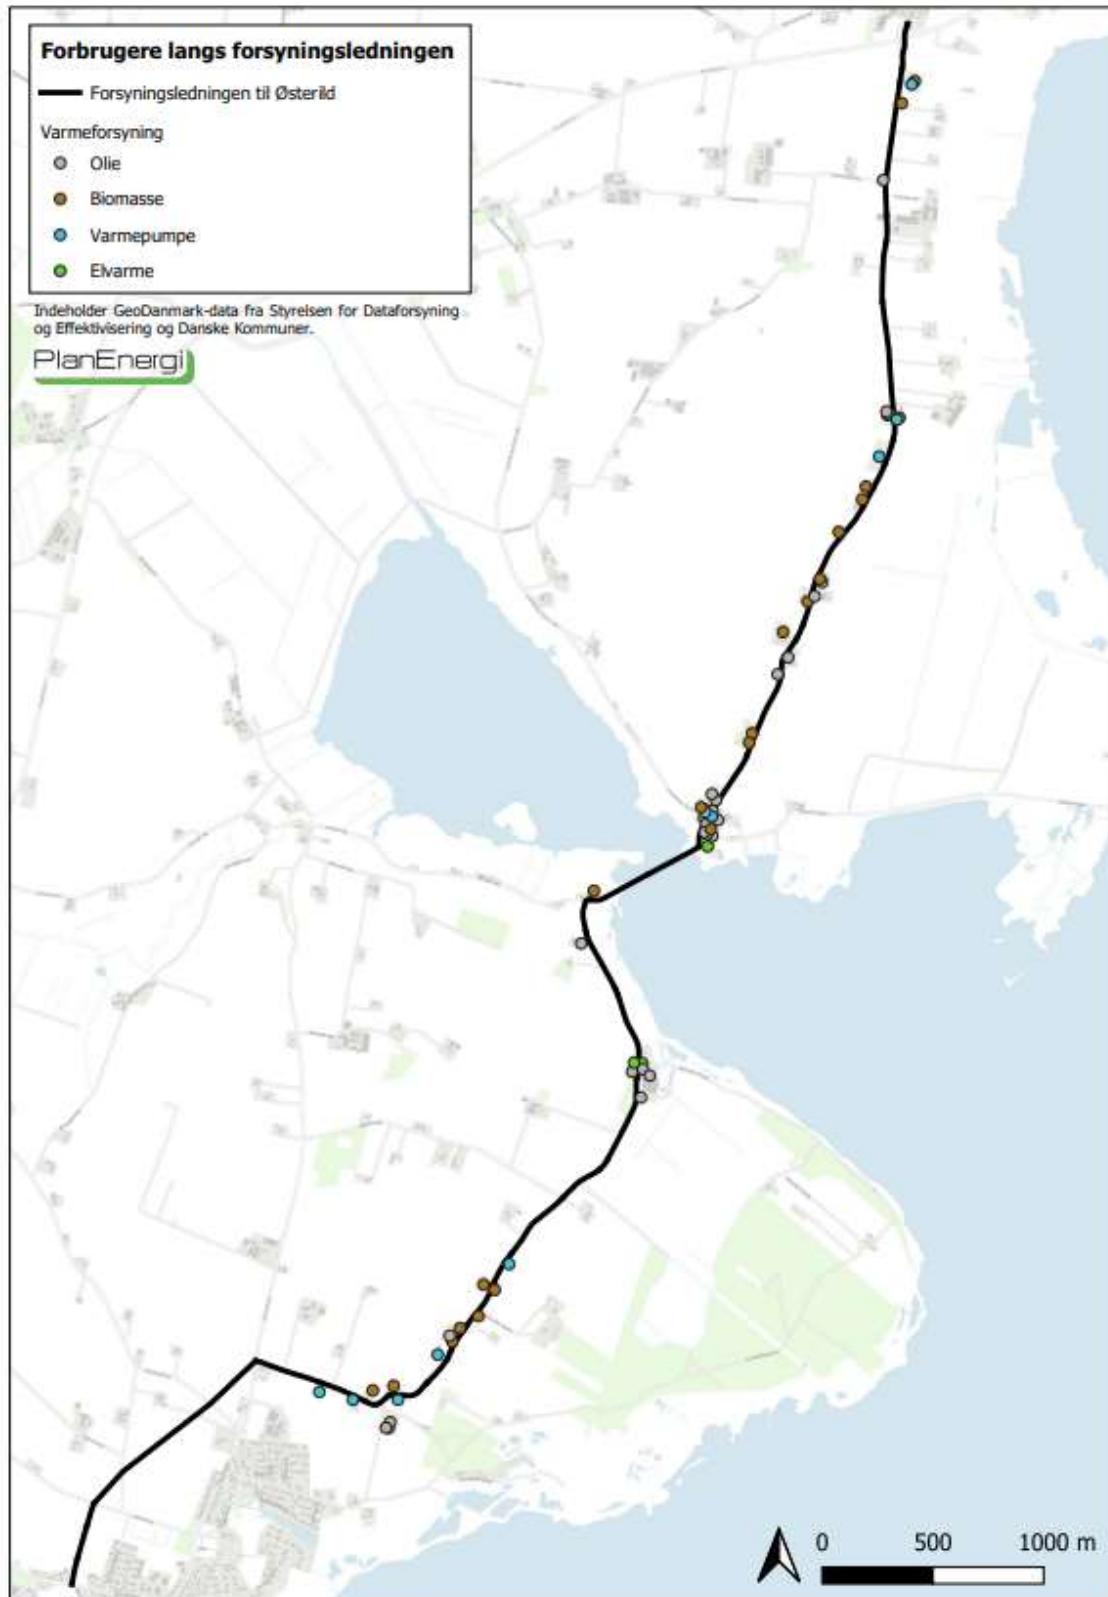 Forbrugere langs forsyningsledningen
Forsyningsledningen til Østerild
Varmeforsyning
Olie
Biomasse
Varmepumpe
Elvarme
Indeholder GeoDanmark-data fra Styrelsen for Dataforsyning
og Effektivisering og Danske Kommuner.
PlanEnergi
0 500 1000 m